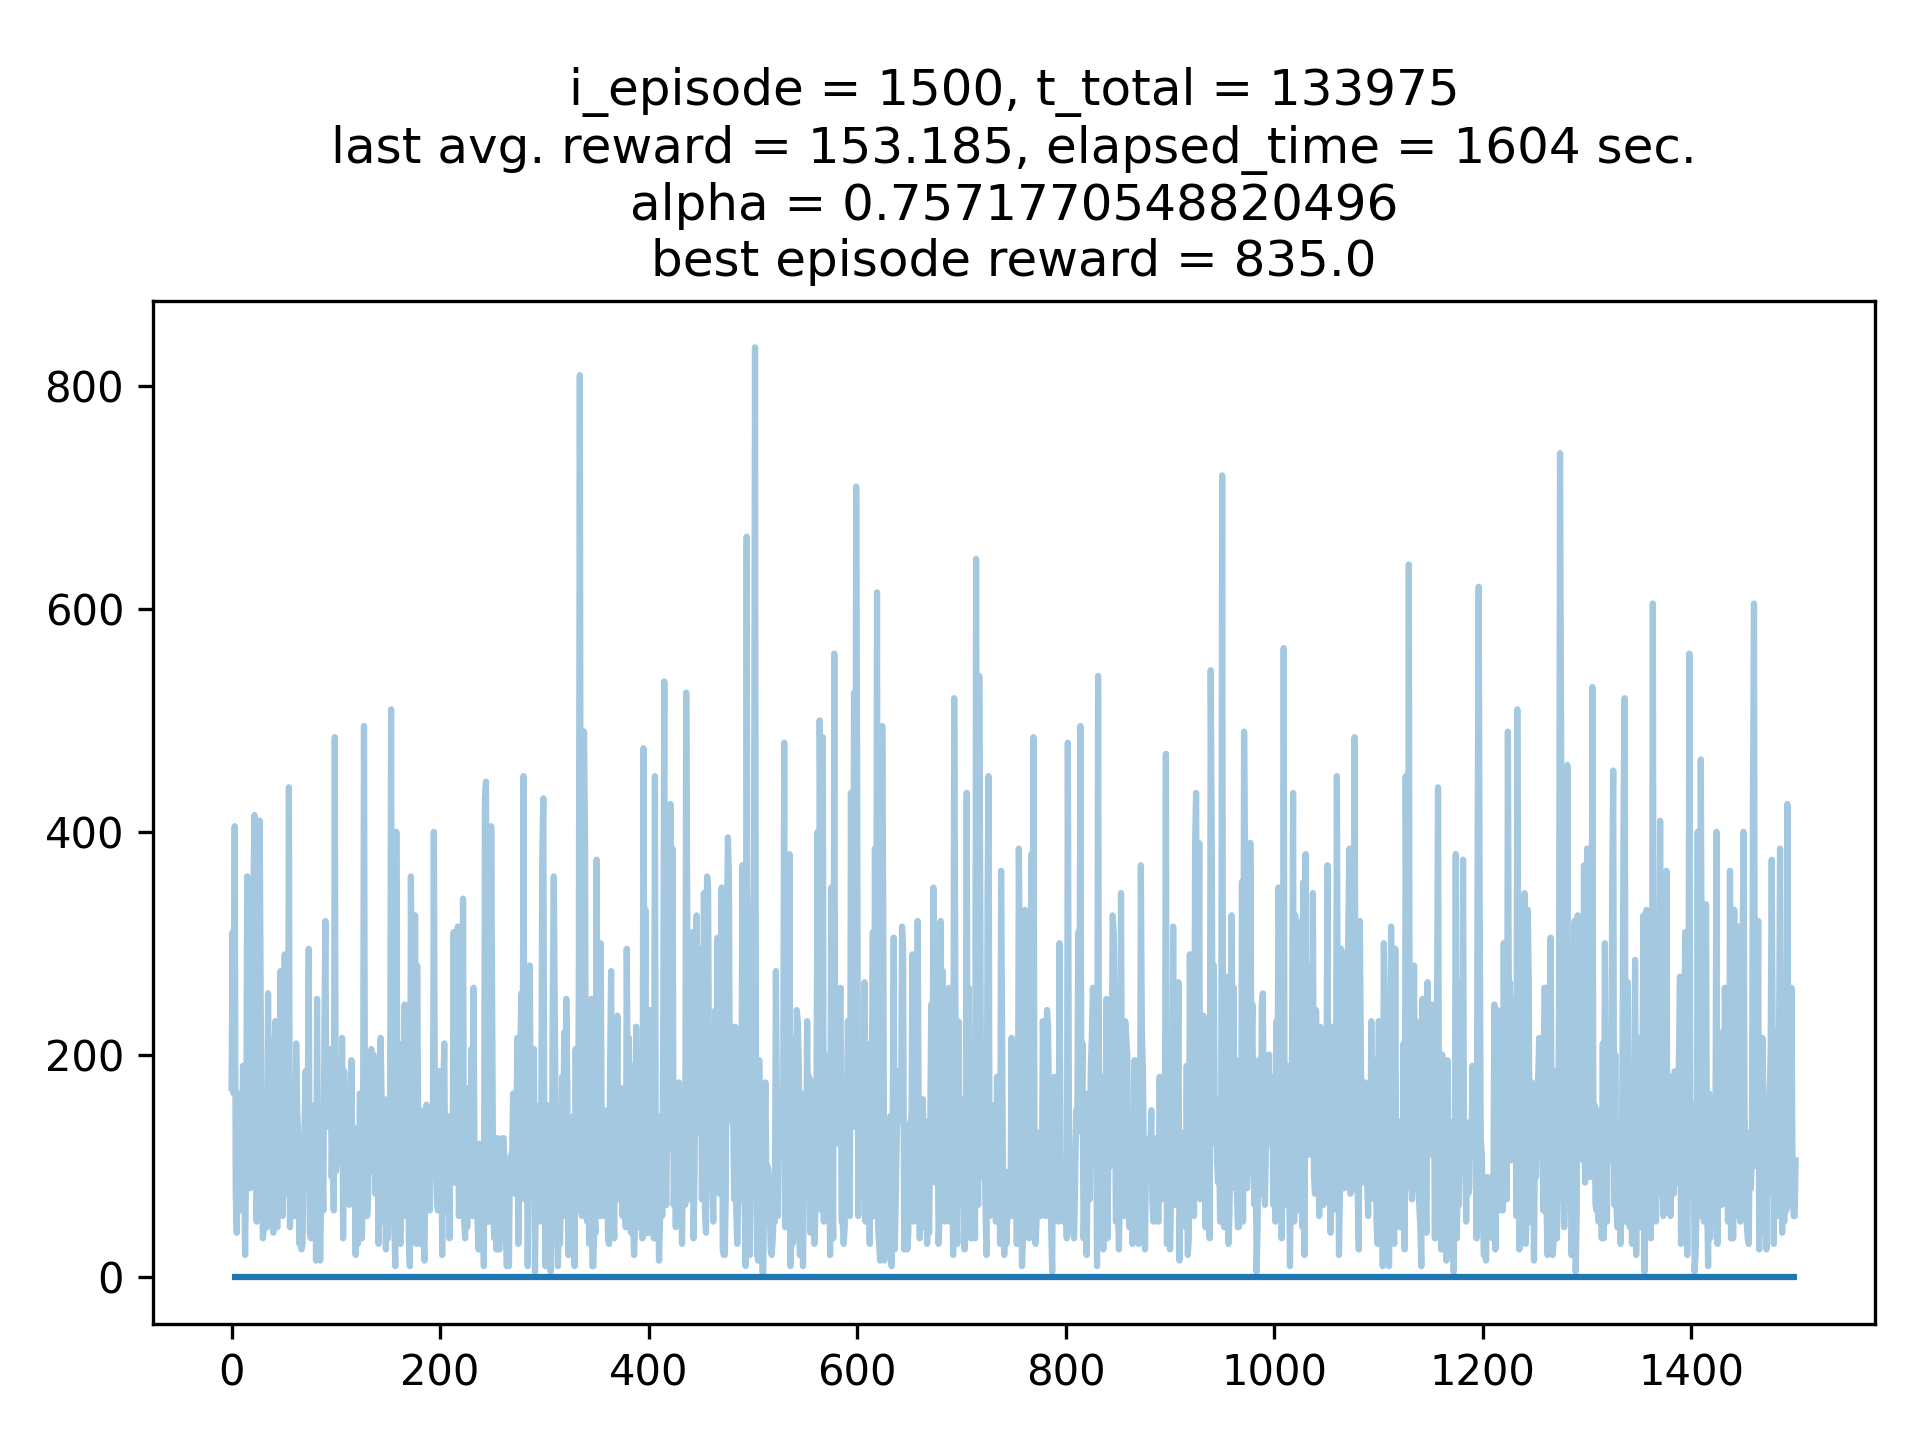 i_episode = 1500, t_total = 133975
last avg. reward = 153.185, elapsed_time = 1604 sec.
alpha = 0.7571770548820496
best episode reward = 835.0
800
600
400
200
0
0 200 400 600 800 1000 1200 1400